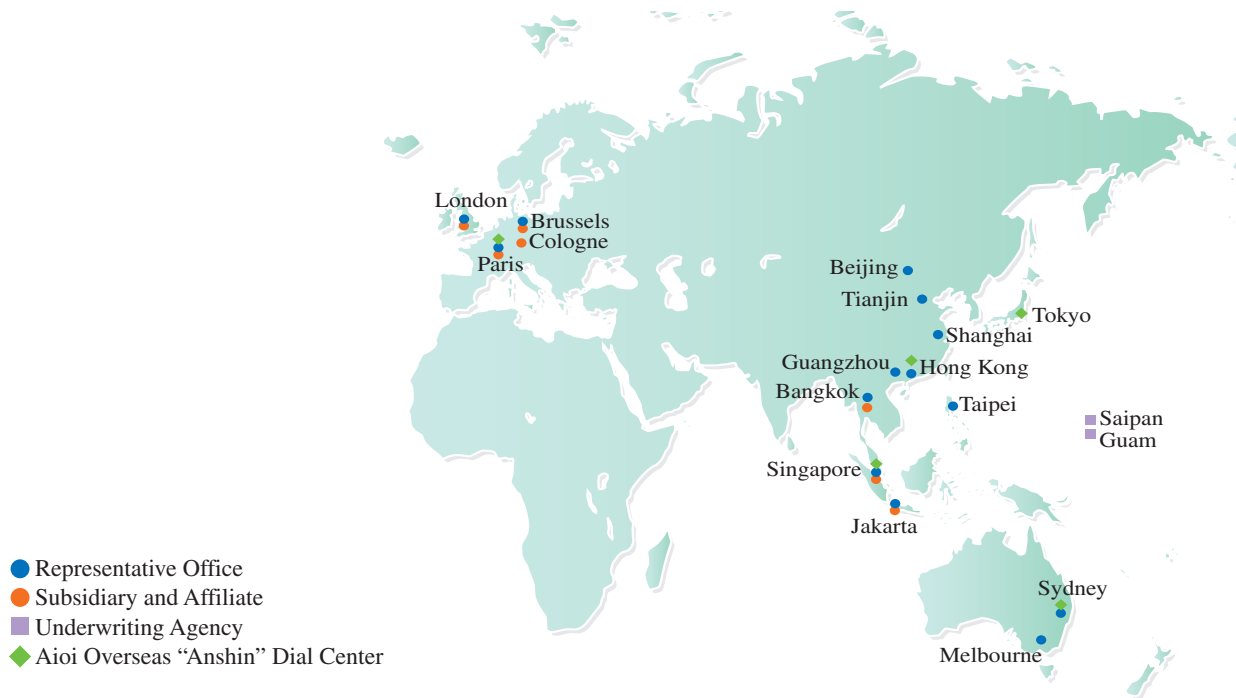 London
Brussels
Cologne
Paris
Beijing
Tianjin
Tokyo
Shanghai
Guangzhou
Hong Kong
Bangkok
Taipei
Saipan
Guam
Singapore
Jakarta
Sydney
Melbourne
Representative Office
Subsidiary and Affiliate
Underwriting Agency
Aioi Overseas “Anshin” Dial Center